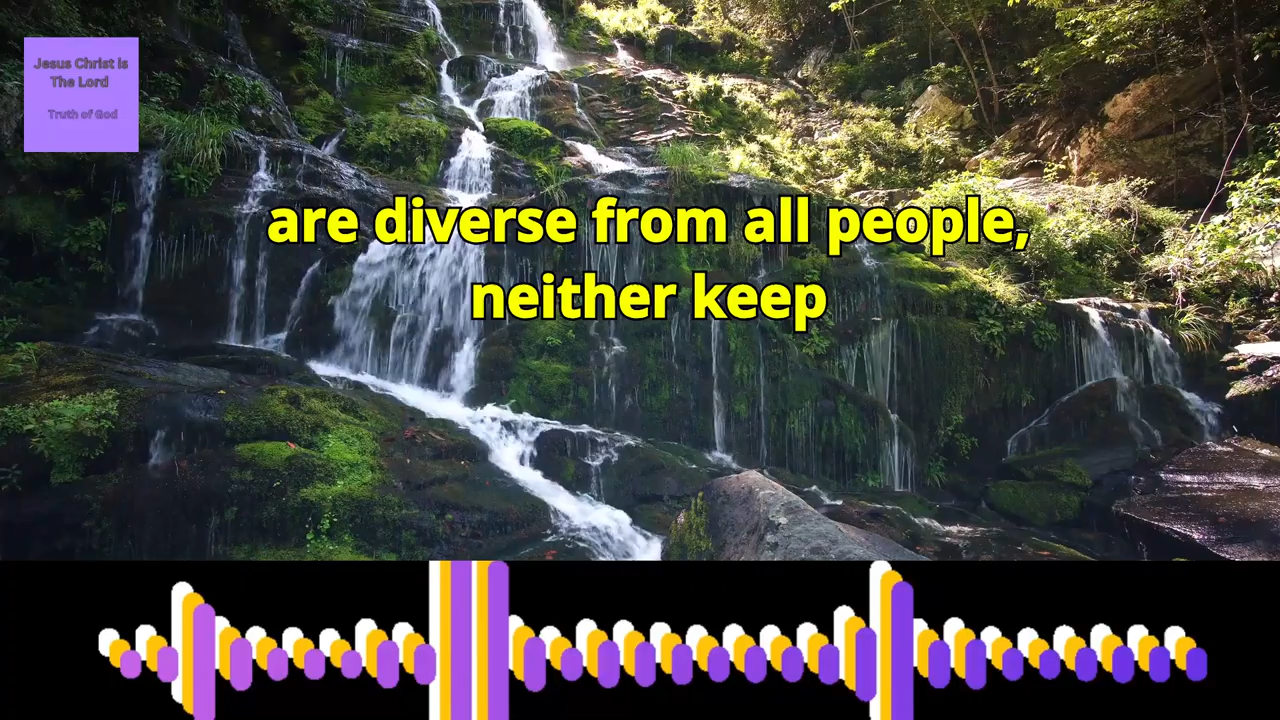 Jesus Christ is
The Lord
Truth of God
are diverse from all people,
neither keep